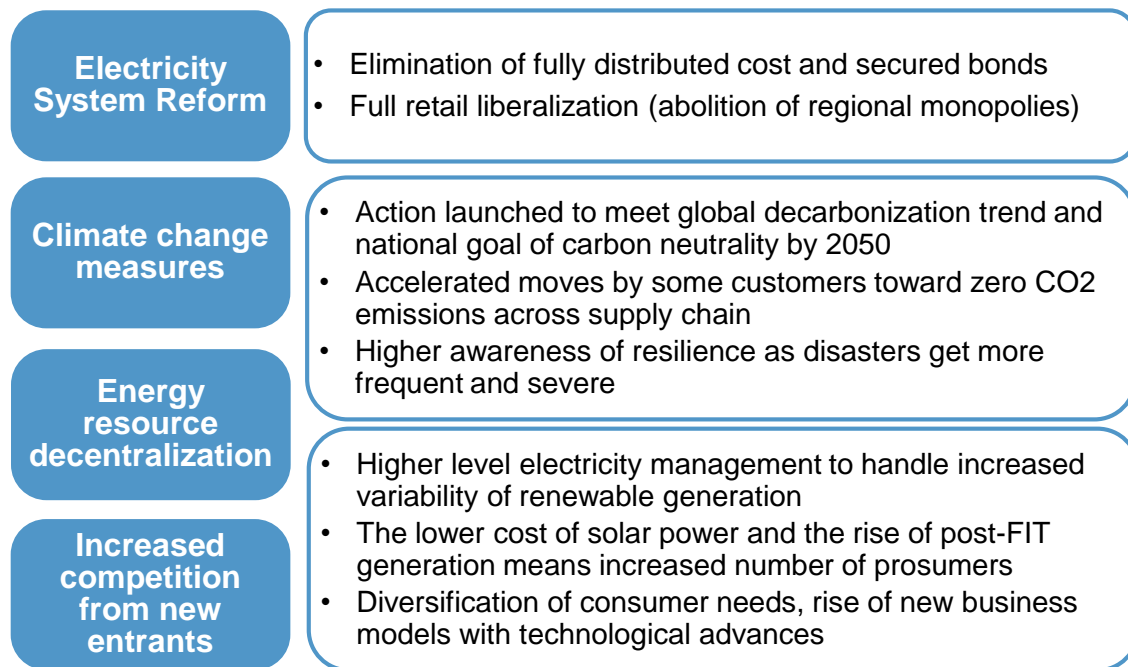 Electricity
System Reform
• Elimination of fully distributed cost and secured bonds
• Full retail liberalization (abolition of regional monopolies)
Climate change
measures
• Action launched to meet global decarbonization trend and
national goal of carbon neutrality by 2050
• Accelerated moves by some customers toward zero CO2
emissions across supply chain
• Higher awareness of resilience as disasters get more
frequent and severe
Energy
resource
decentralization
• Higher level electricity management to handle increased
variability of renewable generation
• The lower cost of solar power and the rise of post-FIT
generation means increased number of prosumers
• Diversification of consumer needs, rise of new business
models with technological advances
Increased
competition
from new
entrants